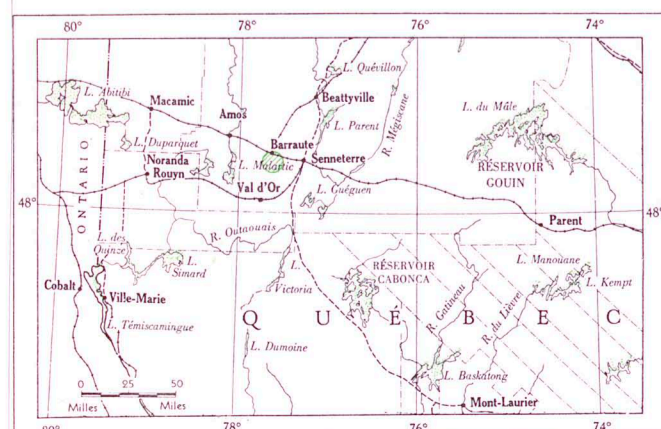 80° 78° 76° 74°
L. Quévillon
L. Abitibi
Beattyville
Macamic
Amos
L. Parent
R. Mégiscane
L. du Mâle
L. Duparquet
Barraute
Senneterre
Noranda
Rouyn
L. Malartic
RÉSERVOIR
GOUIN
Val d'Or
L. Guéguen
ONTARIO
48° 48°
Parent
R. Outaouais
L. des
Quinze
L.
Simard
L.
Victoria
RÉSERVOIR
CABONCA
L. Manouane
L. Kempt
Cobalt
Ville-Marie
R. Gatineau
R. du Lièvre
QUÉBEC
L. Témiscamingue
L. Dumoine
L. Baskatong
0 25 50
Milles Milles
Mont-Laurier
80° 78° 76° 74°